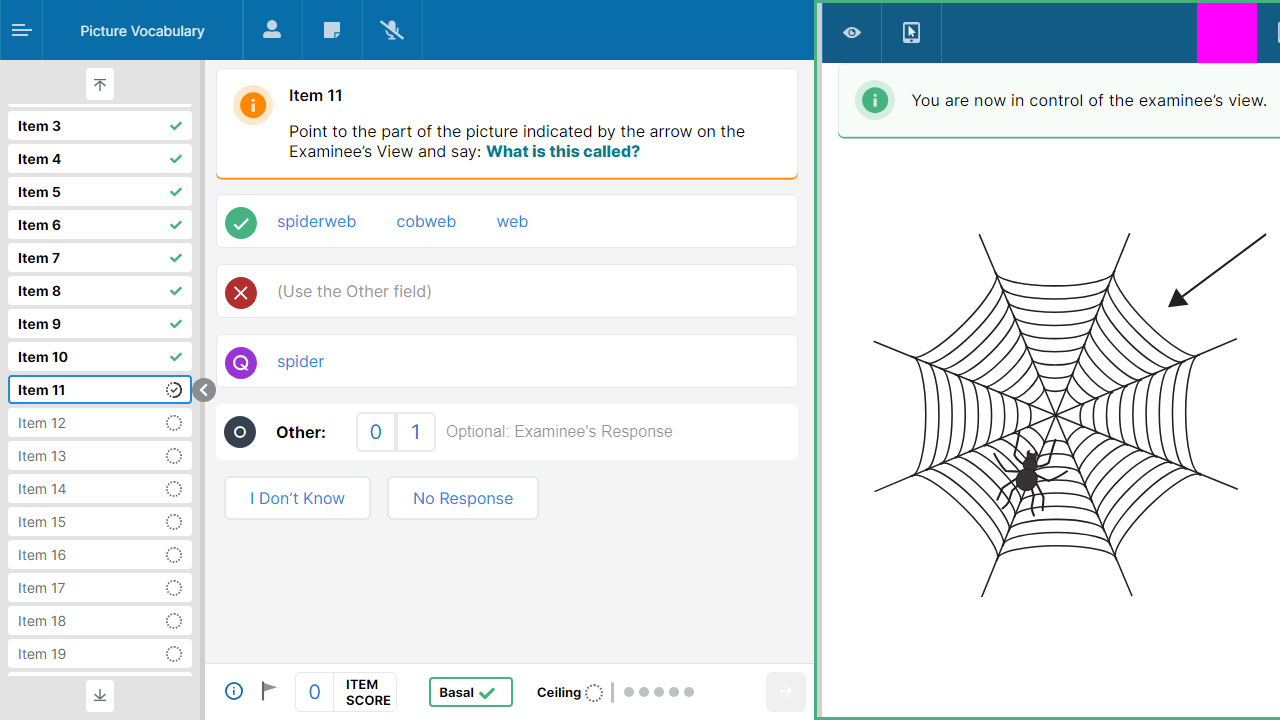 Picture Vocabulary
Item 3
Item 4
Item 5
Item 6
Item 7
Item 8
Item 9
Item 10
Item 11
Item 12
Item 13
Item 14
Item 15
Item 16
Item 17
Item 18
Item 19
Item 11
Point to the part of the picture indicated by the arrow on the
Examinee’s View and say: What is this called?
spiderweb cobweb web
(Use the Other field)
Q spider
Other: 0 1 Optional: Examinee's Response
I Don’t Know No Response
0 ITEM
SCORE
Basal Ceiling
You are now in control of the examinee’s view.